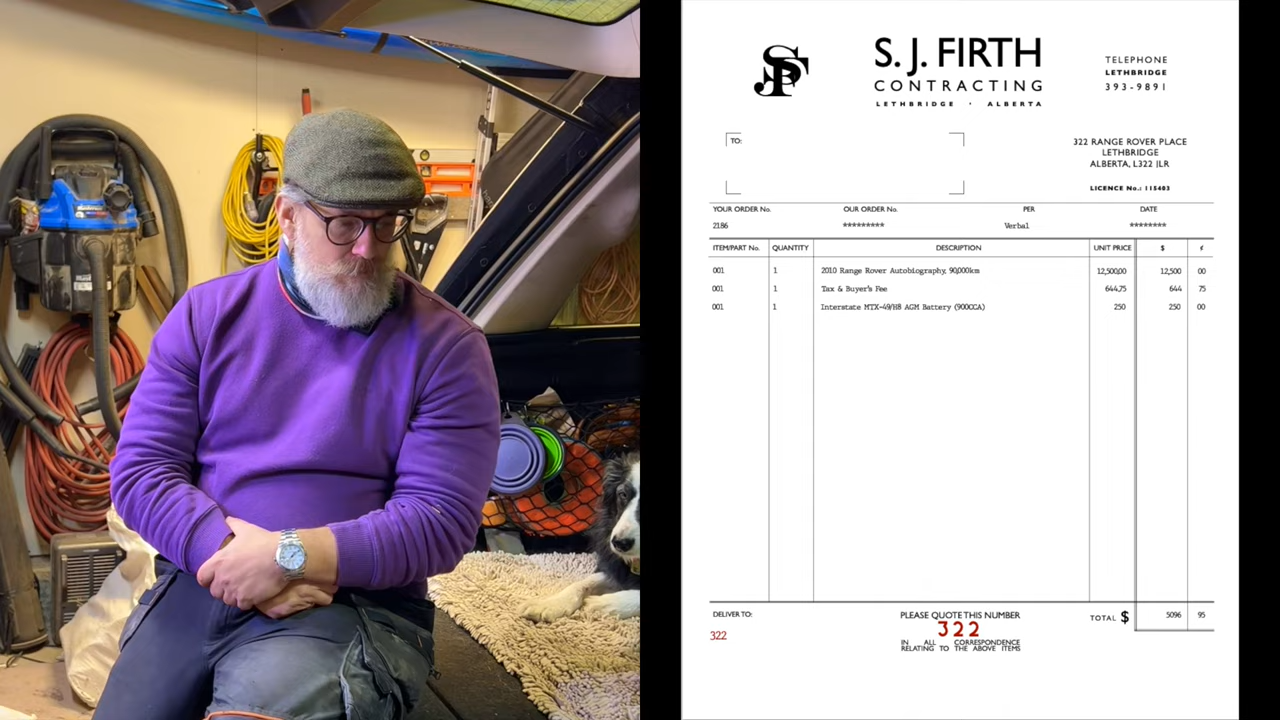 SJF
S. J. FIRTH
CONTRACTING
LETHBRIDGE · ALBERTA
TELEPHONE
LETHBRIDGE
393-9891
TO:
322 RANGE ROVER PLACE
LETHBRIDGE
ALBERTA, L322 JLR
LICENCE No.: 115403
YOUR ORDER No. OUR ORDER No. PER DATE
2186 ********* Verbal ********
ITEM/PART No. QUANTITY DESCRIPTION UNIT PRICE $ ¢
001 1 2010 Range Rover Autobiography, 90,000km 12,500,00 12,500 00
001 1 Tax & Buyer's Fee 644,75 644 75
001 1 Interstate MTX-49/H8 AGM Battery (900CCA) 250 250 00
DELIVER TO: PLEASE QUOTE THIS NUMBER TOTAL $ 5096 95
322 322
IN ALL CORRESPONDENCE
RELATING TO THE ABOVE ITEMS